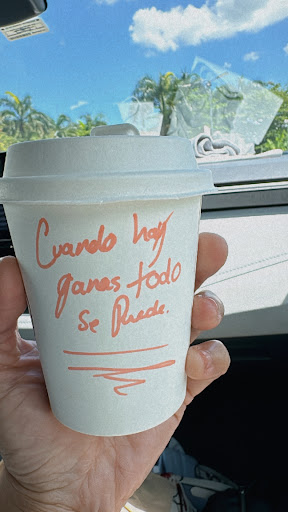 Cuando hay
ganas todo
se Puede.